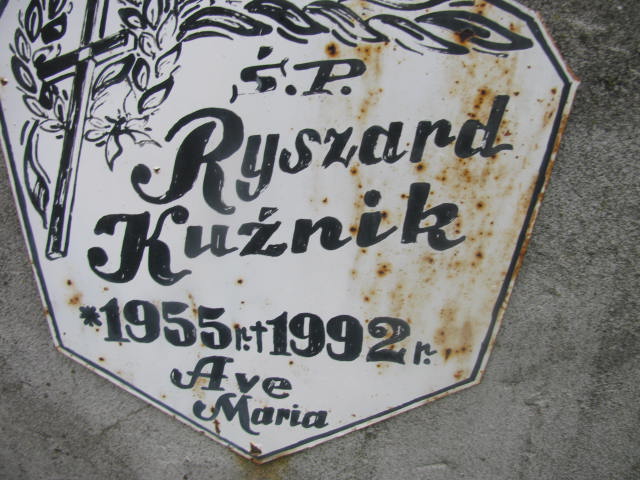 Ś.P.
Ryszard
Kuźnik
*1955r.†1992r.
Ave
Maria